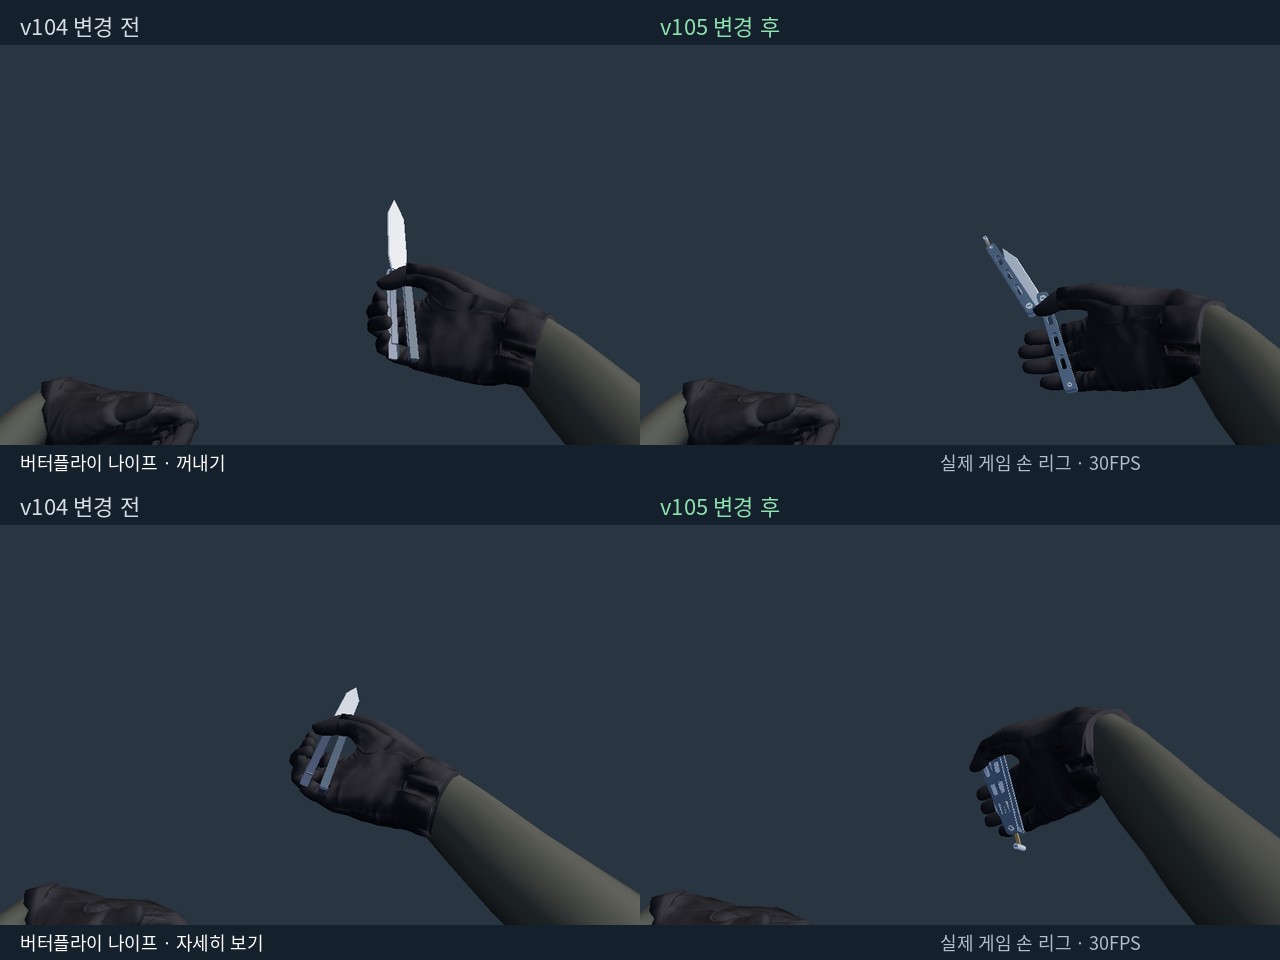 v104 변경 전
v105 변경 후
버터플라이 나이프 · 꺼내기
실제 게임 손 리그 · 30FPS
v104 변경 전
v105 변경 후
버터플라이 나이프 · 자세히 보기
실제 게임 손 리그 · 30FPS